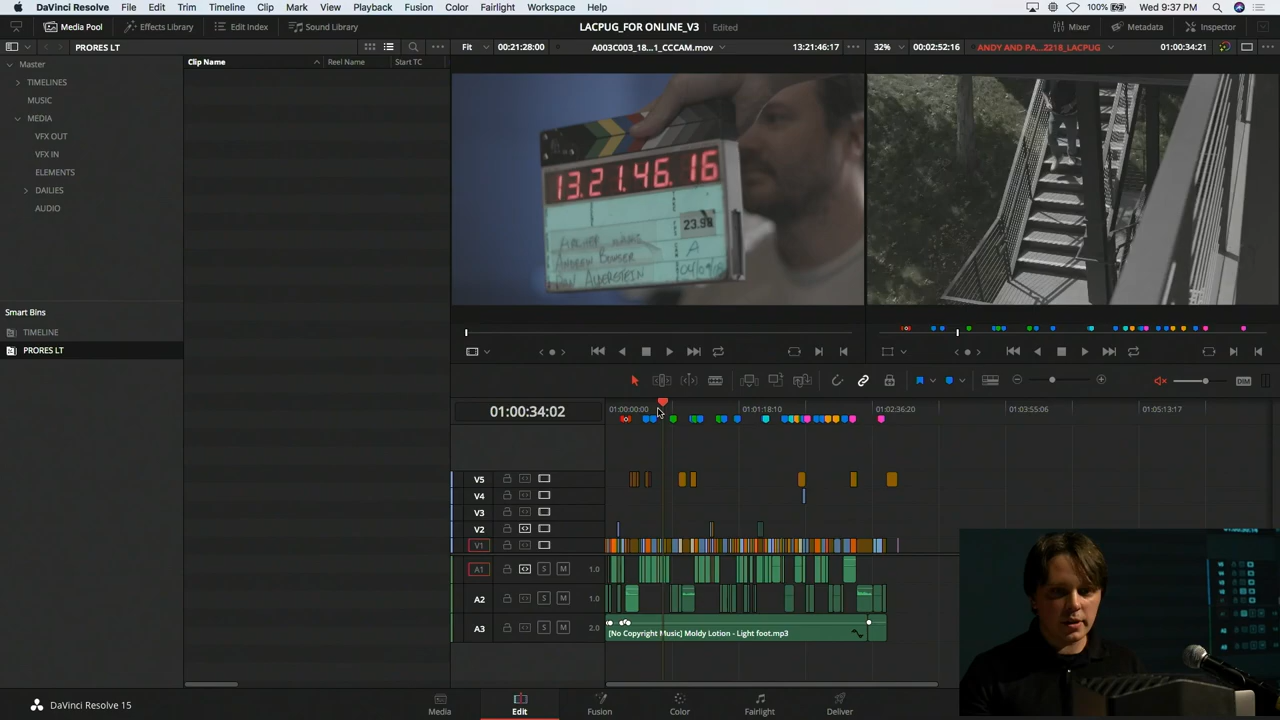 DaVinci Resolve File Edit Trim Timeline Clip Mark View Playback Fusion Color Fairlight Workspace Help 100% Wed 9:37 PM
Media Pool Effects Library Edit Index Sound Library LACPUG_FOR ONLINE_V3 Edited Mixer Metadata Inspector
PRORES LT Fit 00:21:28:00 A003C003_18...1_CCCAM.mov 13:21:46:17 32% 00:02:52:16 ANDY AND PA...2218_LACPUG 01:00:34:21
Master
Clip Name Reel Name Start TC
TIMELINES
MUSIC
MEDIA
VFX OUT
VFX IN
ELEMENTS
DAILIES
AUDIO
13.21.46.16
23.98
A
ANDREW BUNGER
04/09/18
Smart Bins
TIMELINE
PRORES LT
DIM
01:00:34:02 01:00:00:00 01:01:18:10 01:02:36:20 01:03:55:06 01:05:13:17
V5
V4
V3
V2
V1
A1 S M 1.0
A2 S M 1.0
A3 S M 2.0 [No Copyright Music] Moldy Lotion - Light foot.mp3
DaVinci Resolve 15 Media Edit Fusion Color Fairlight Deliver